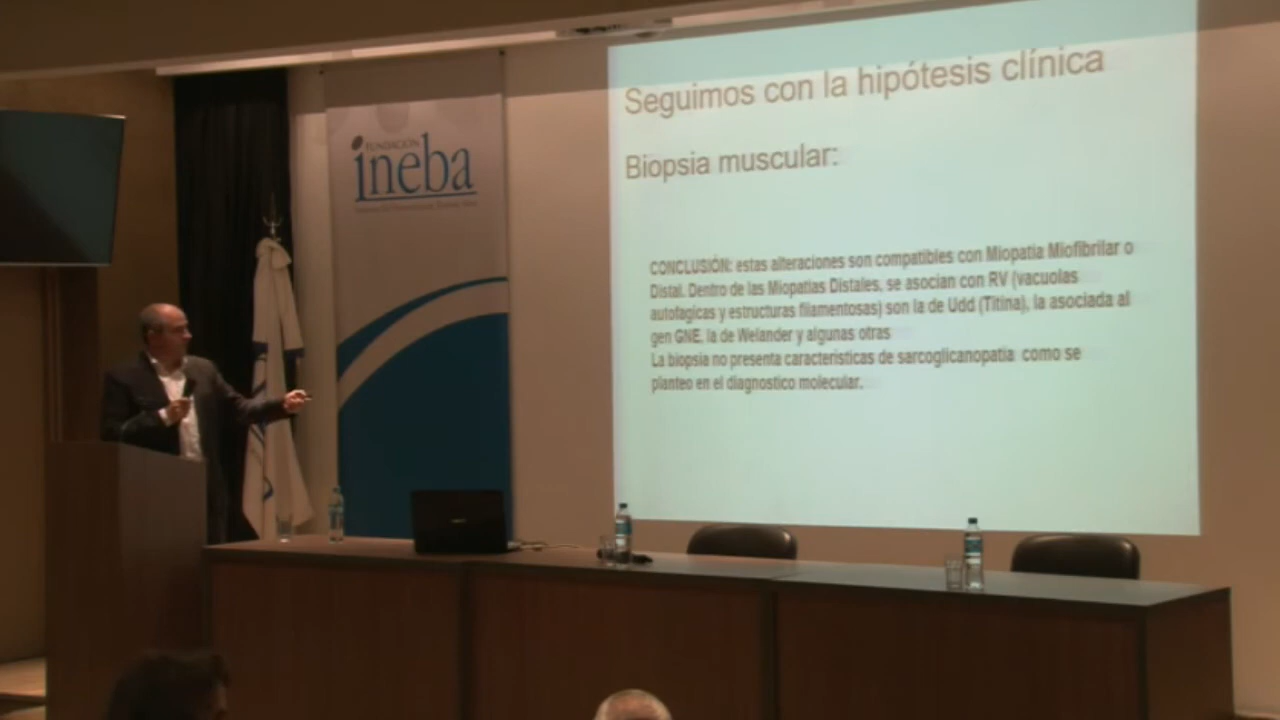 FUNDACIÓN
ineba
Seguimos con la hipótesis clínica
Biopsia muscular:
CONCLUSIÓN: estas alteraciones son compatibles con Miopatia Miofibrilar o
Distal. Dentro de las Miopatias Distales, se asocian con RV (vacuolas
autofagicas y estructuras filamentosas) son la de Udd (Titina), la asociada al
gen GNE, la de Welander y algunas otras
La biopsia no presenta caracteristicas de sarcoglicanopatia como se
planteo en el diagnostico molecular.